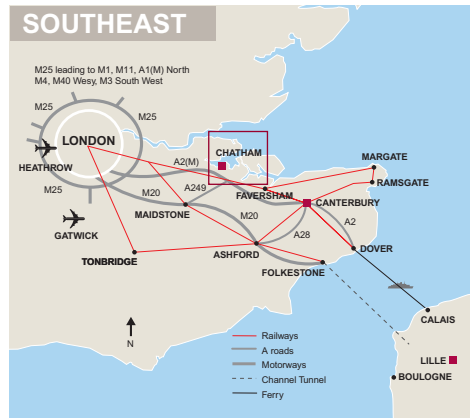 SOUTHEAST
M25 leading to M1, M11, A1(M) North
M4, M40 Wesy, M3 South West
M25
M25
LONDON
HEATHROW
M25
A2(M)
CHATHAM
MARGATE
RAMSGATE
FAVERSHAM
CANTERBURY
A249
M20
MAIDSTONE
M20
A2
A28
GATWICK
TONBRIDGE
ASHFORD
DOVER
FOLKESTONE
CALAIS
N
Railways
A roads
Motorways
Channel Tunnel
Ferry
LILLE
BOULOGNE